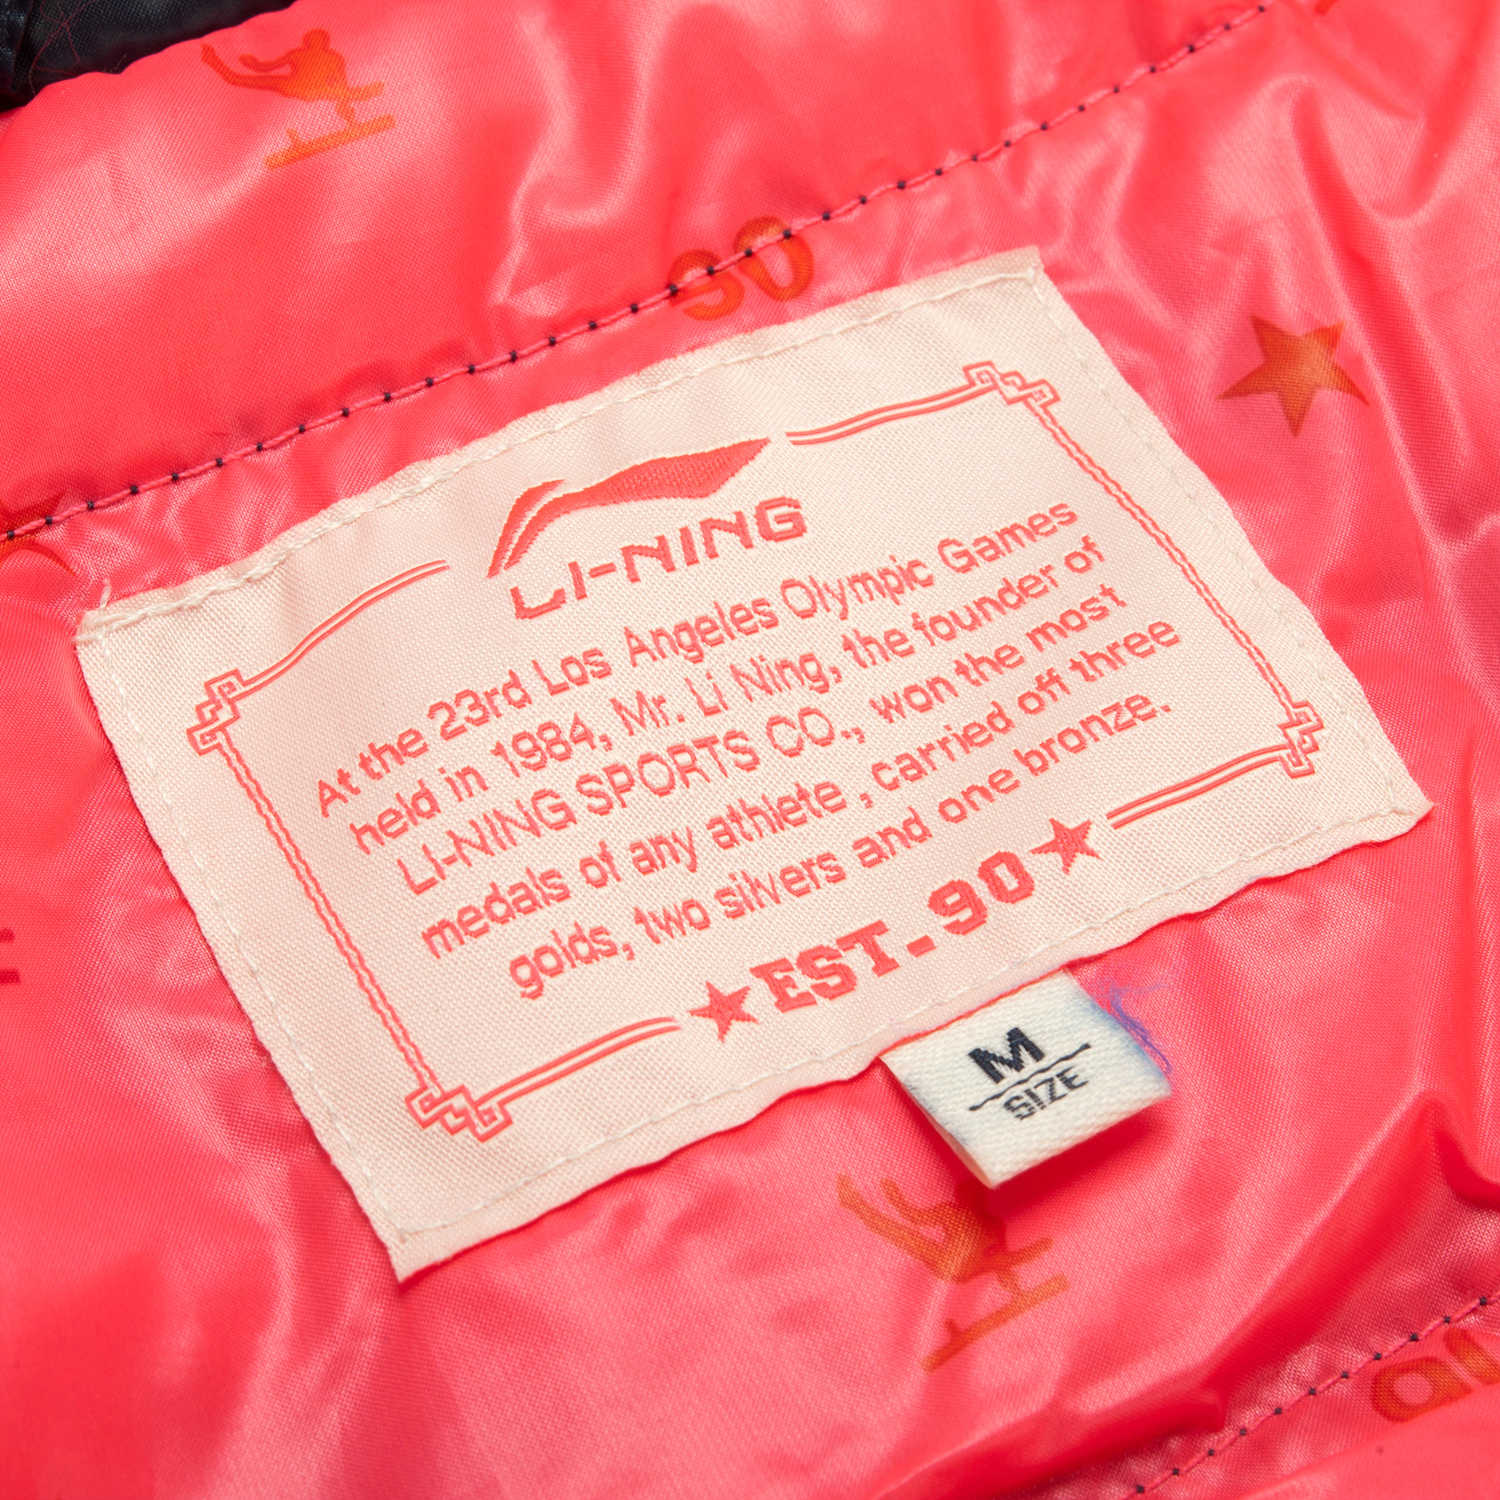 90
LI-NING
At the 23rd Los Angeles Olympic Games
held in 1984, Mr. Li Ning, the founder of
LI-NING SPORTS CO., won the most
medals of any athlete , carried off three
golds, two silvers and one bronze.
EST. 90
M
SIZE